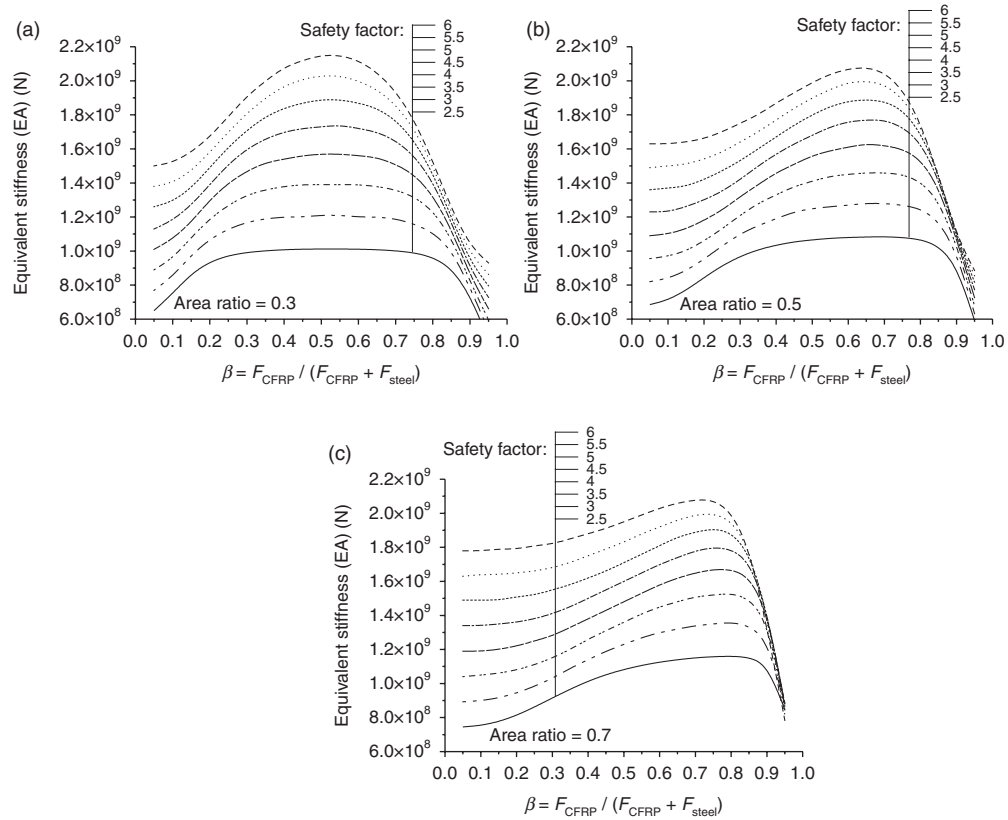 (a)
Safety factor:
6
5.5
5
4.5
4
3.5
3
2.5
Equivalent stiffness (EA) (N)
2.2×10⁹
2.0×10⁹
1.8×10⁹
1.6×10⁹
1.4×10⁹
1.2×10⁹
1.0×10⁹
8.0×10⁸
6.0×10⁸
Area ratio = 0.3
0.0 0.1 0.2 0.3 0.4 0.5 0.6 0.7 0.8 0.9 1.0
β = F_CFRP / (F_CFRP + F_steel)
(b)
Safety factor:
6
5.5
5
4.5
4
3.5
3
2.5
Equivalent stiffness (EA) (N)
2.2×10⁹
2.0×10⁹
1.8×10⁹
1.6×10⁹
1.4×10⁹
1.2×10⁹
1.0×10⁹
8.0×10⁸
6.0×10⁸
Area ratio = 0.5
0.0 0.1 0.2 0.3 0.4 0.5 0.6 0.7 0.8 0.9 1.0
β = F_CFRP / (F_CFRP + F_steel)
(c)
Safety factor:
6
5.5
5
4.5
4
3.5
3
2.5
Equivalent stiffness (EA) (N)
2.2×10⁹
2.0×10⁹
1.8×10⁹
1.6×10⁹
1.4×10⁹
1.2×10⁹
1.0×10⁹
8.0×10⁸
6.0×10⁸
Area ratio = 0.7
0.0 0.1 0.2 0.3 0.4 0.5 0.6 0.7 0.8 0.9 1.0
β = F_CFRP / (F_CFRP + F_steel)